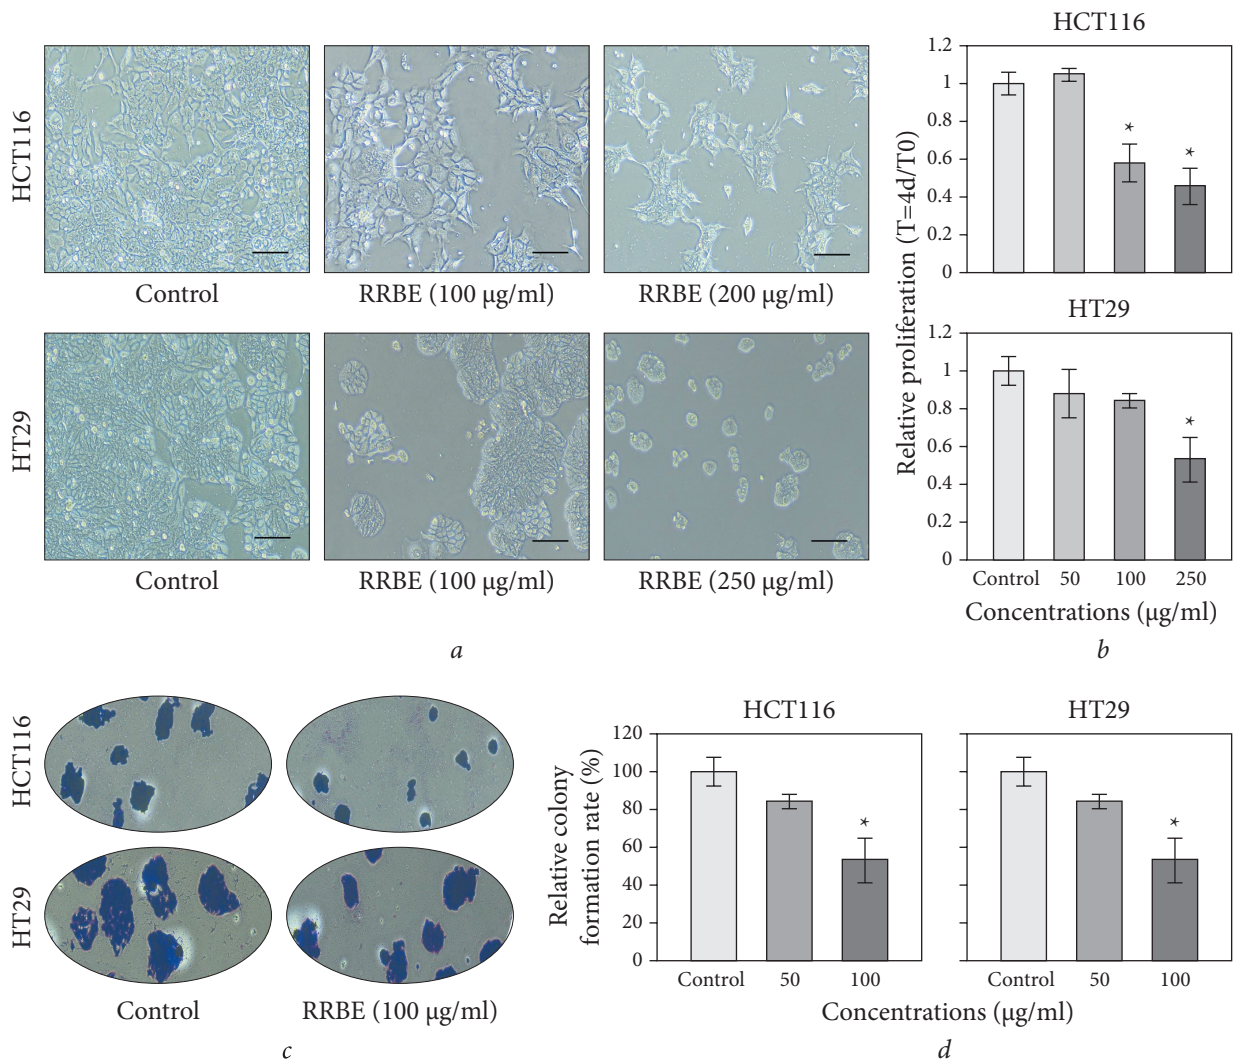 HCT116
Control
RRBE (100 µg/ml)
RRBE (200 µg/ml)
HT29
Control
RRBE (100 µg/ml)
RRBE (250 µg/ml)
a
Relative proliferation (T=4d/T0)
HCT116
1.2
1
0.8
0.6
0.4
0.2
0
*
*
HT29
1.2
1
0.8
0.6
0.4
0.2
0
*
Control 50 100 250
Concentrations (µg/ml)
b
HCT116
HT29
Control
RRBE (100 µg/ml)
c
Relative colony
formation rate (%)
HCT116
120
100
80
60
40
20
0
*
Control 50 100
HT29
*
Control 50 100
Concentrations (µg/ml)
d